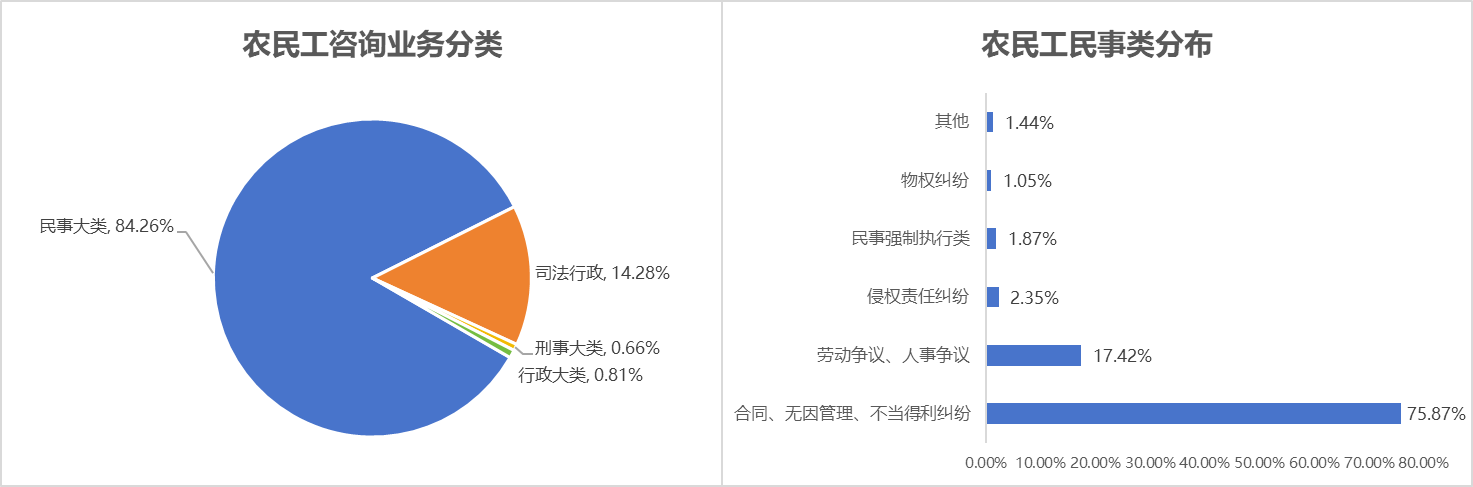 农民工咨询业务分类
民事大类, 84.26%
司法行政, 14.28%
刑事大类, 0.66%
行政大类, 0.81%
农民工民事类分布
其他 1.44%
物权纠纷 1.05%
民事强制执行类 1.87%
侵权责任纠纷 2.35%
劳动争议、人事争议 17.42%
合同、无因管理、不当得利纠纷 75.87%
0.00% 10.00% 20.00% 30.00% 40.00% 50.00% 60.00% 70.00% 80.00%